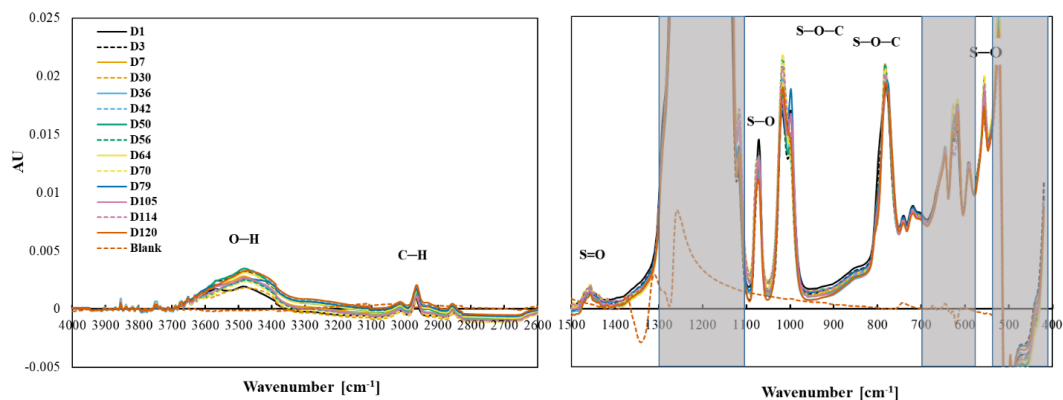 0.025
0.02
0.015
0.01
0.005
0
-0.005
AU
D1
D3
D7
D30
D36
D42
D50
D56
D64
D70
D79
D105
D114
D120
Blank
O—H
C—H
4000 3900 3800 3700 3600 3500 3400 3300 3200 3100 3000 2900 2800 2700 2600
Wavenumber [cm-1]
S—O—C
S—O—C
S—O
S—O
S=O
1500 1400 1300 1200 1100 1000 900 800 700 600 500 400
Wavenumber [cm-1]